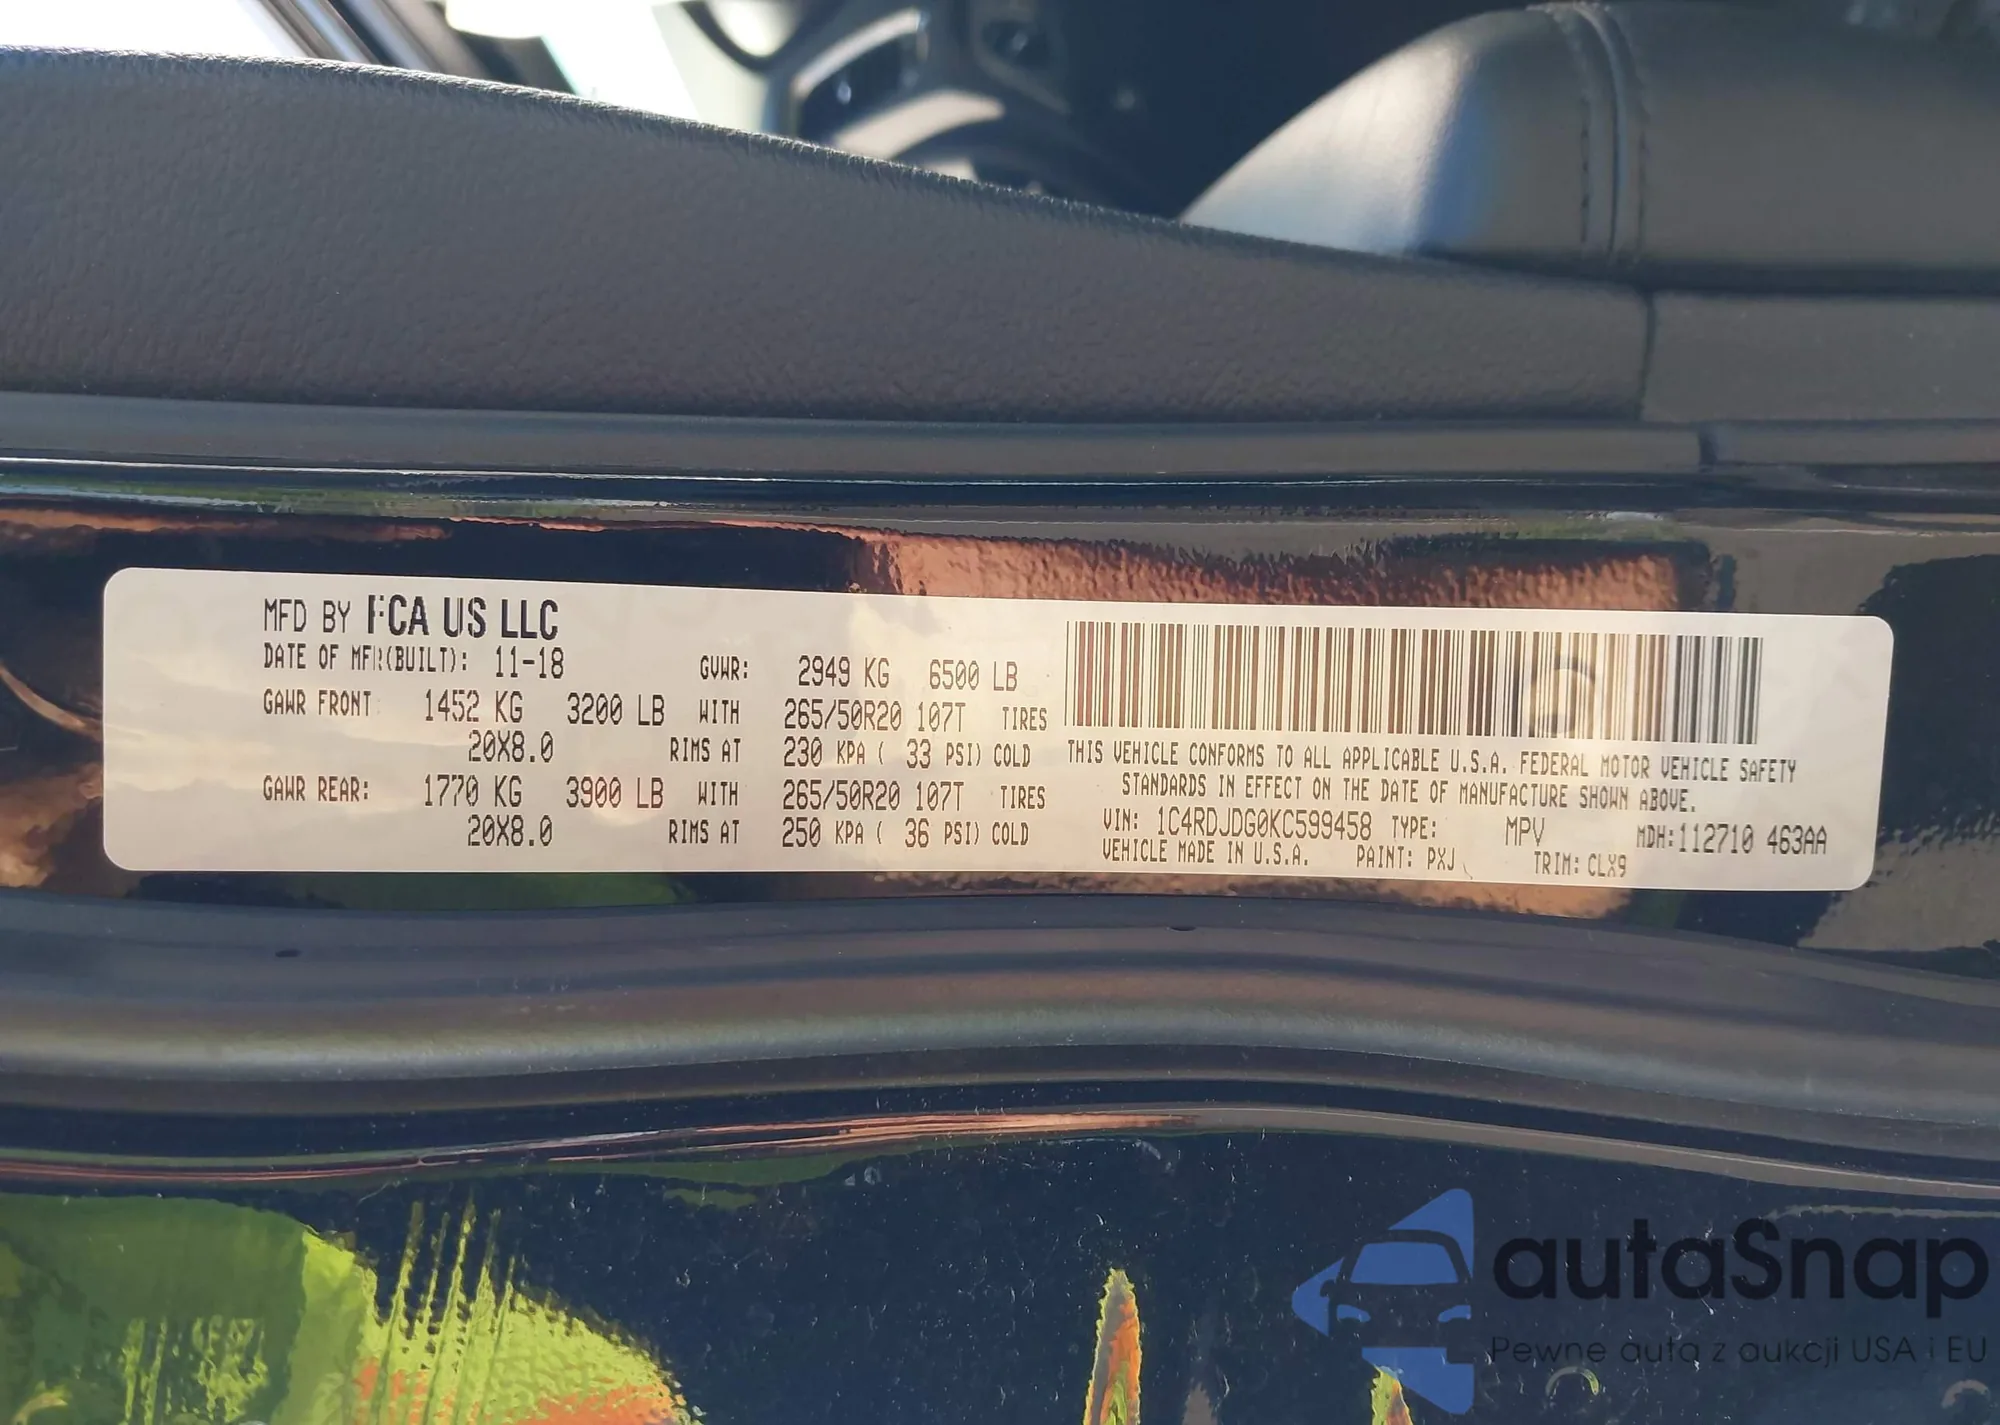 MFD BY FCA US LLC
DATE OF MFR(BUILT): 11-18 GVWR: 2949 KG 6500 LB
GAWR FRONT: 1452 KG 3200 LB WITH 265/50R20 107T TIRES
20X8.0 RIMS AT 230 KPA ( 33 PSI) COLD
GAWR REAR: 1770 KG 3900 LB WITH 265/50R20 107T TIRES
20X8.0 RIMS AT 250 KPA ( 36 PSI) COLD
THIS VEHICLE CONFORMS TO ALL APPLICABLE U.S.A. FEDERAL MOTOR VEHICLE SAFETY
STANDARDS IN EFFECT ON THE DATE OF MANUFACTURE SHOWN ABOVE.
VIN: 1C4RDJDG0KC599458 TYPE: MPV MDH:112710 463AA
VEHICLE MADE IN U.S.A. PAINT: PXJ TRIM: CLX9
autaSnap
Pewne auta z aukcji USA i EU